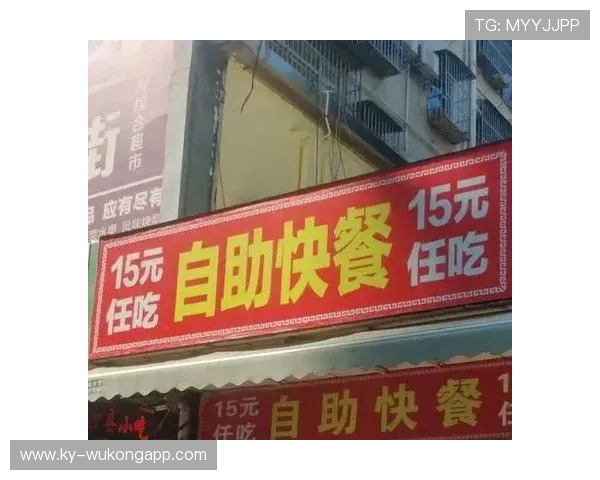 TG: MYYJJPP
街
综合超市
应有尽有
15元
任吃
自助快餐
15元
任吃
15元
任吃
自助快餐
小吃
www.ky-wukongapp.com